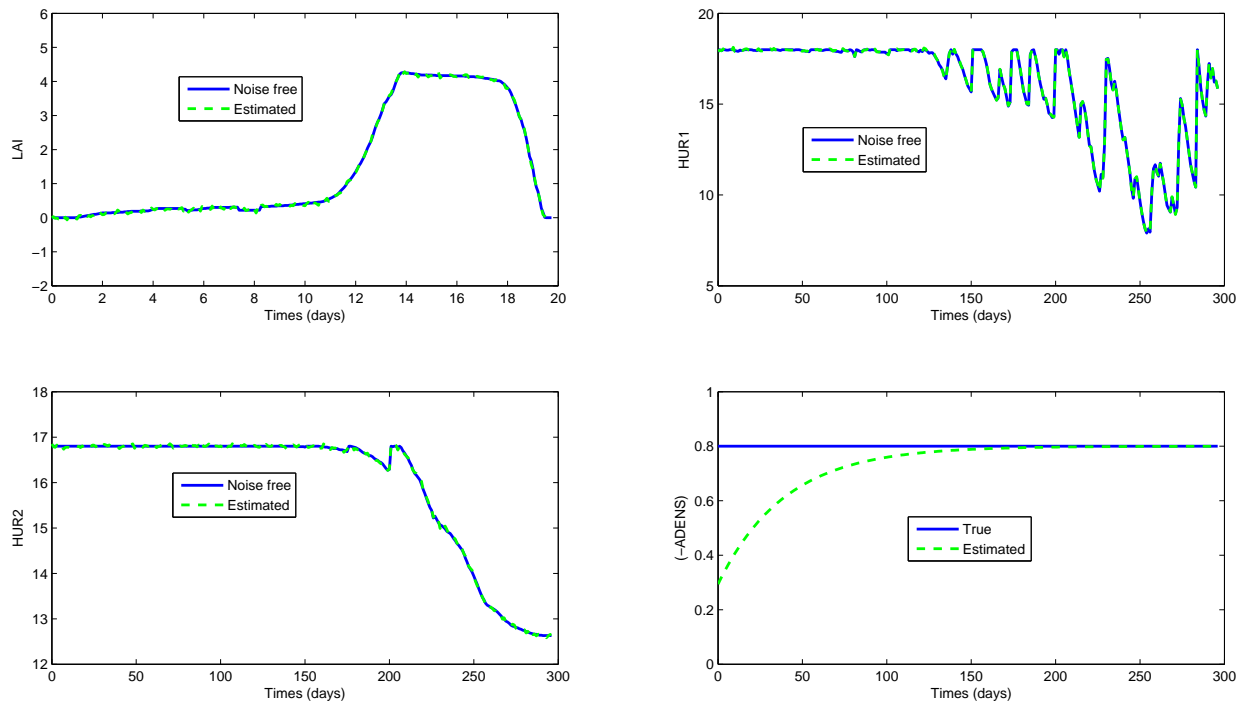 6
5
4
3
2
1
0
−1
−2
LAI
Noise free
Estimated
0 2 4 6 8 10 12 14 16 18 20
Times (days)
20
15
10
5
HUR1
Noise free
Estimated
0 50 100 150 200 250 300
Times (days)
18
17
16
15
14
13
12
HUR2
Noise free
Estimated
0 50 100 150 200 250 300
Times (days)
1
0.8
0.6
0.4
0.2
0
(−ADENS)
True
Estimated
0 50 100 150 200 250 300
Times (days)